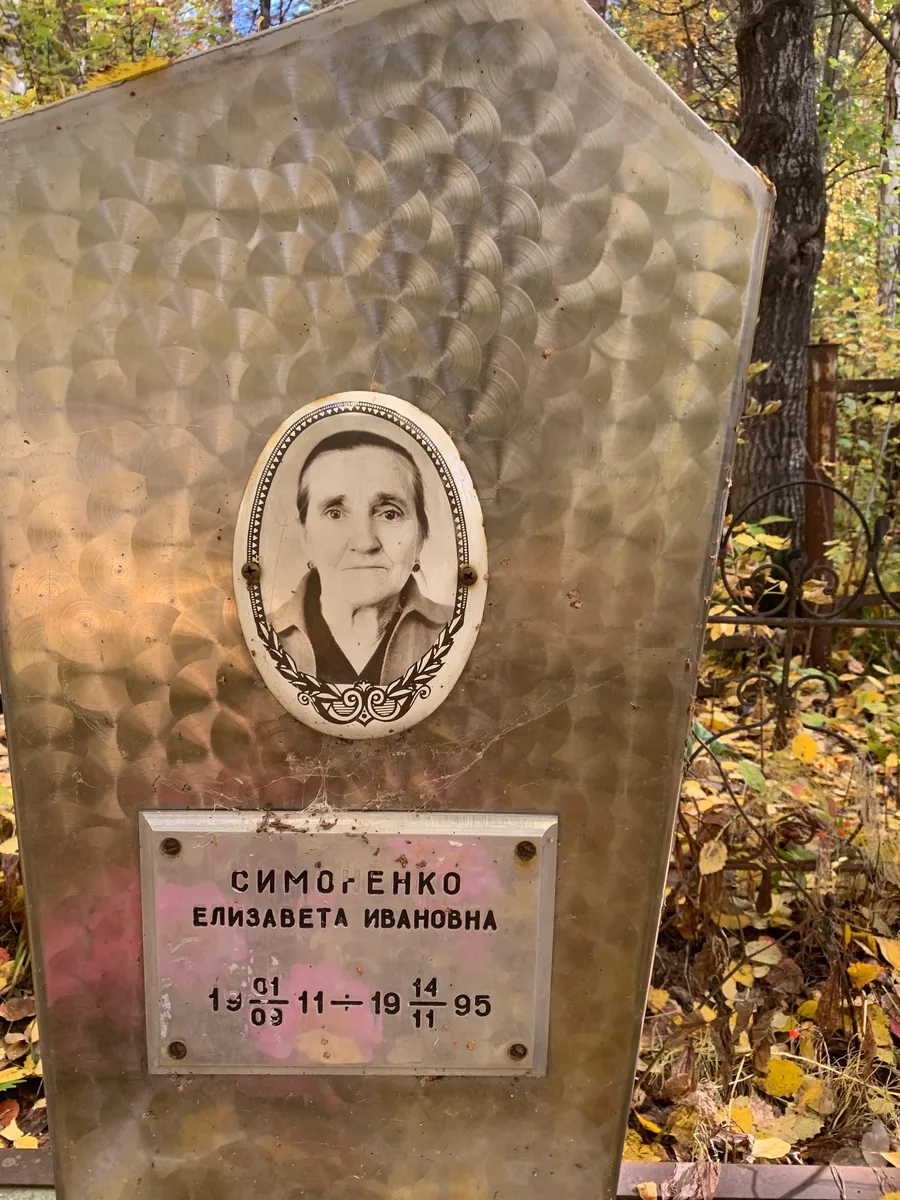 СИМОНЕНКО
ЕЛИЗАВЕТА ИВАНОВНА
19 01/09 11 ÷ 19 14/11 95